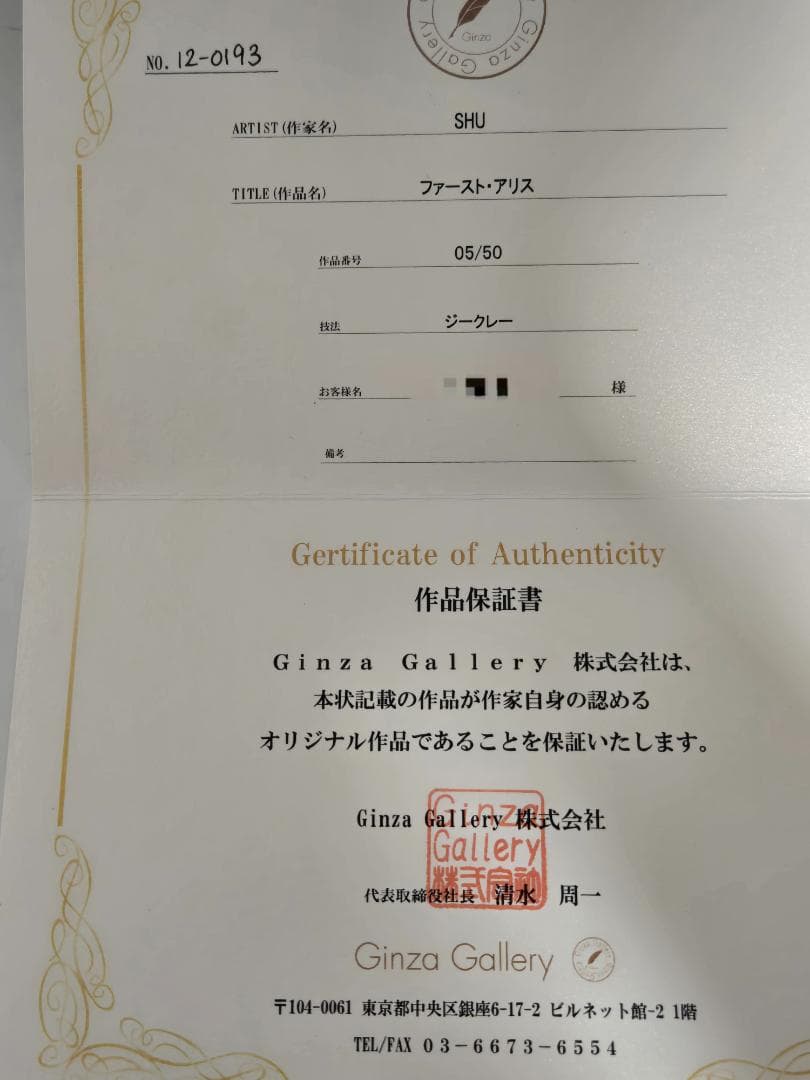 Ginza
Ginza Gallery
NO. 12-0193
ARTIST(作家名) SHU
TITLE(作品名) ファースト・アリス
作品番号 05/50
技法 ジークレー
お客様名 様
備考
Gertificate of Authenticity
作品保証書
Ginza Gallery 株式会社は、
本状記載の作品が作家自身の認める
オリジナル作品であることを保証いたします。
Ginza Gallery 株式会社
Ginza
Gallery
株式会社
代表取締役社長 清水 周一
Ginza Gallery
〒104-0061 東京都中央区銀座6-17-2 ビルネット館-2 1階
TEL/FAX 03-6673-6554